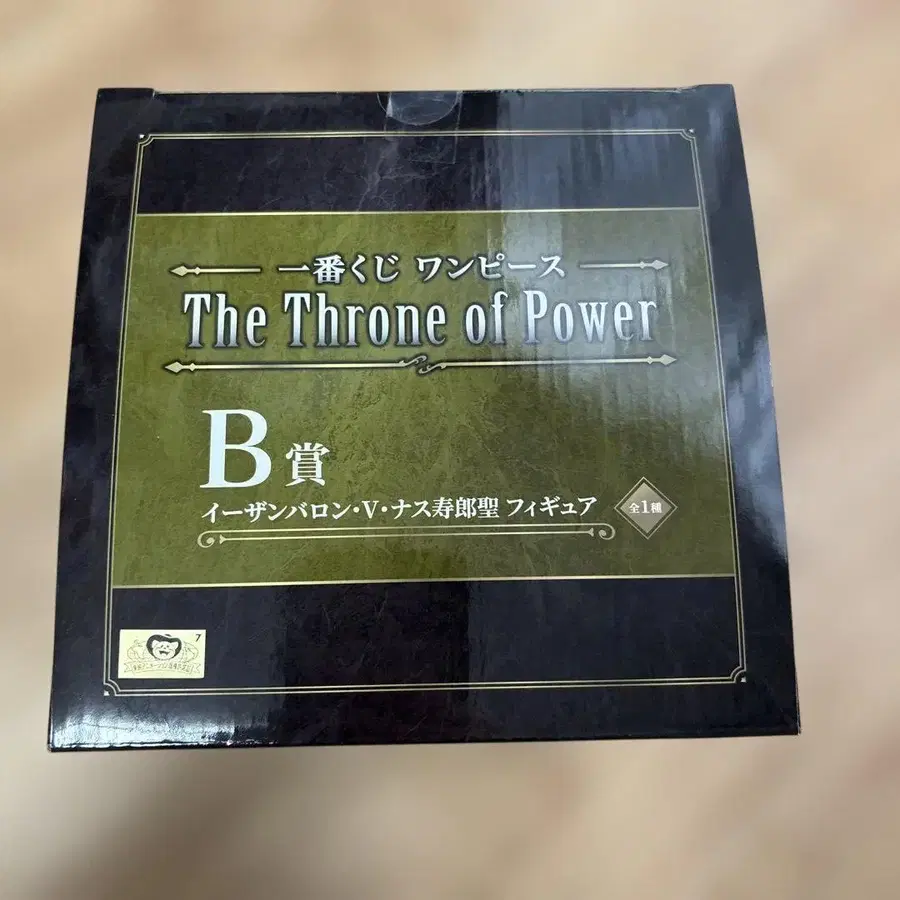 一番くじ ワンピース
The Throne of Power
B賞
イーザンバロン・V・ナス寿郎聖 フィギュア
全1種
7